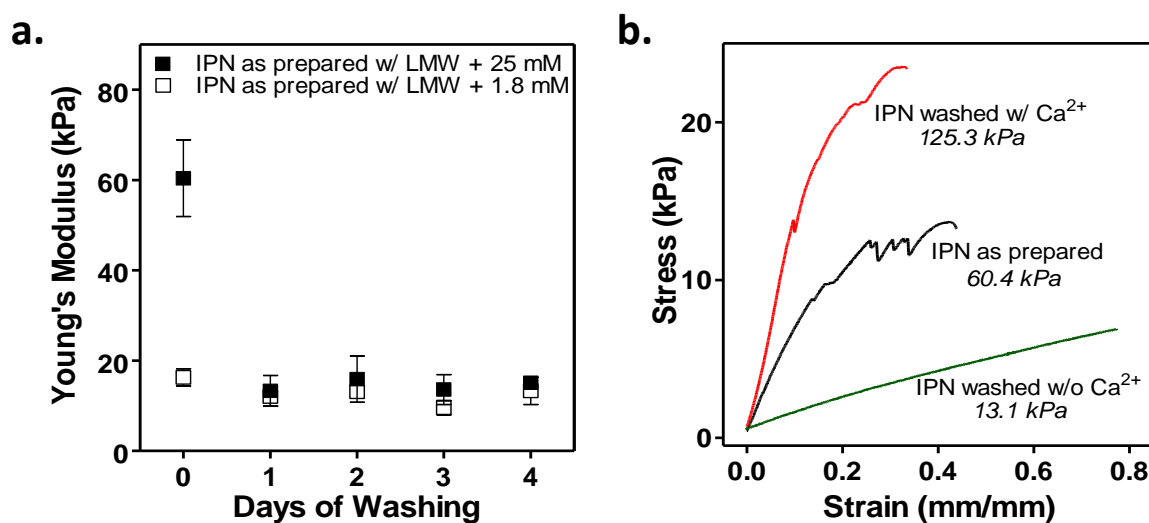 a.
Young's Modulus (kPa)
80
60
40
20
0
■ IPN as prepared w/ LMW + 25 mM
□ IPN as prepared w/ LMW + 1.8 mM
0 1 2 3 4
Days of Washing
b.
Stress (kPa)
20
10
0
IPN washed w/ Ca²⁺
125.3 kPa
IPN as prepared
60.4 kPa
IPN washed w/o Ca²⁺
13.1 kPa
0.0 0.2 0.4 0.6 0.8
Strain (mm/mm)